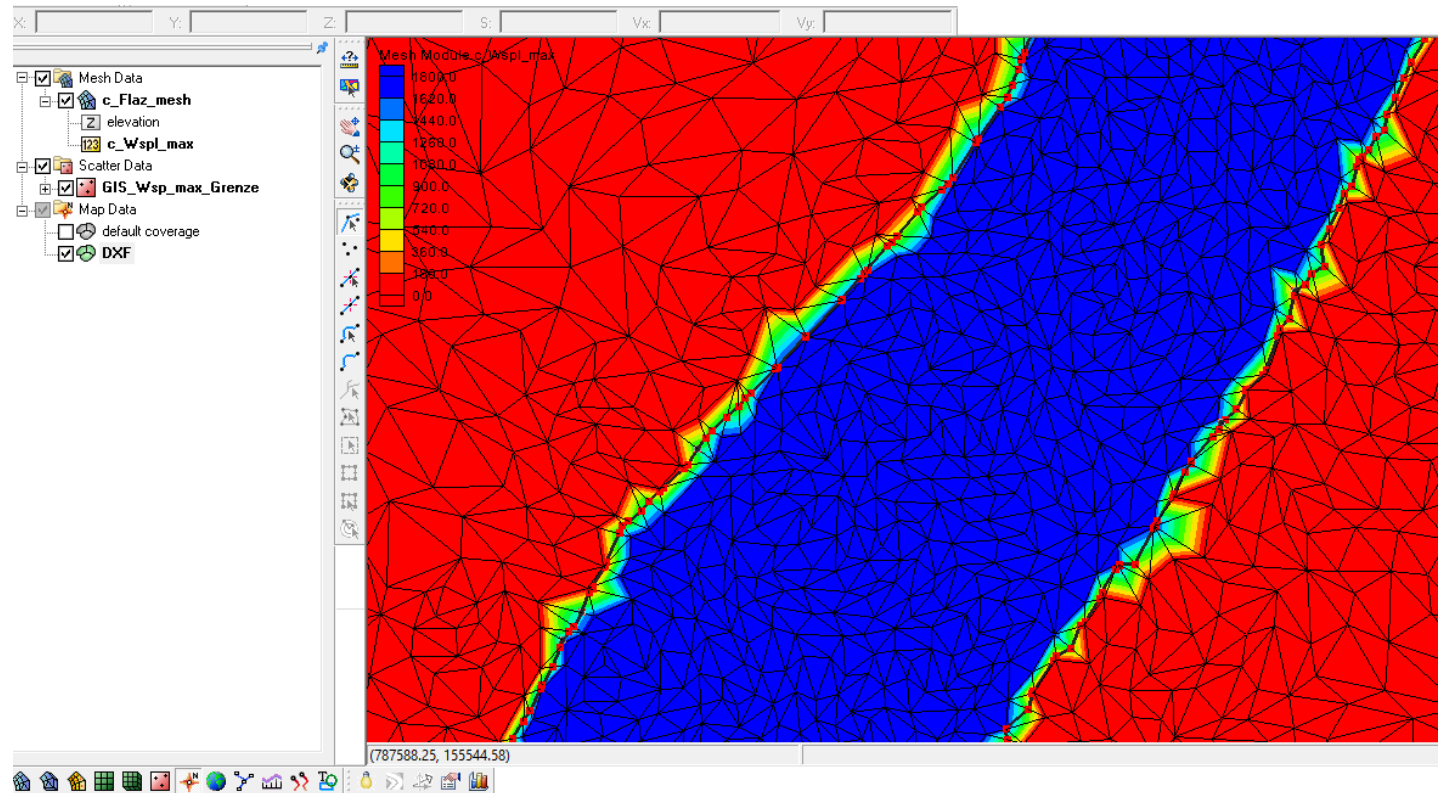 X: Y: Z: S: Vx: Vy:
Mesh Data
c_Flaz_mesh
Z elevation
123 c_Wspl_max
Scatter Data
GIS_Wsp_max_Grenze
Map Data
default coverage
DXF
Mesh Module c_Wspl_max
1800.0
1620.0
1440.0
1260.0
1080.0
900.0
720.0
540.0
360.0
180.0
0.0
(787588.25, 155544.58)